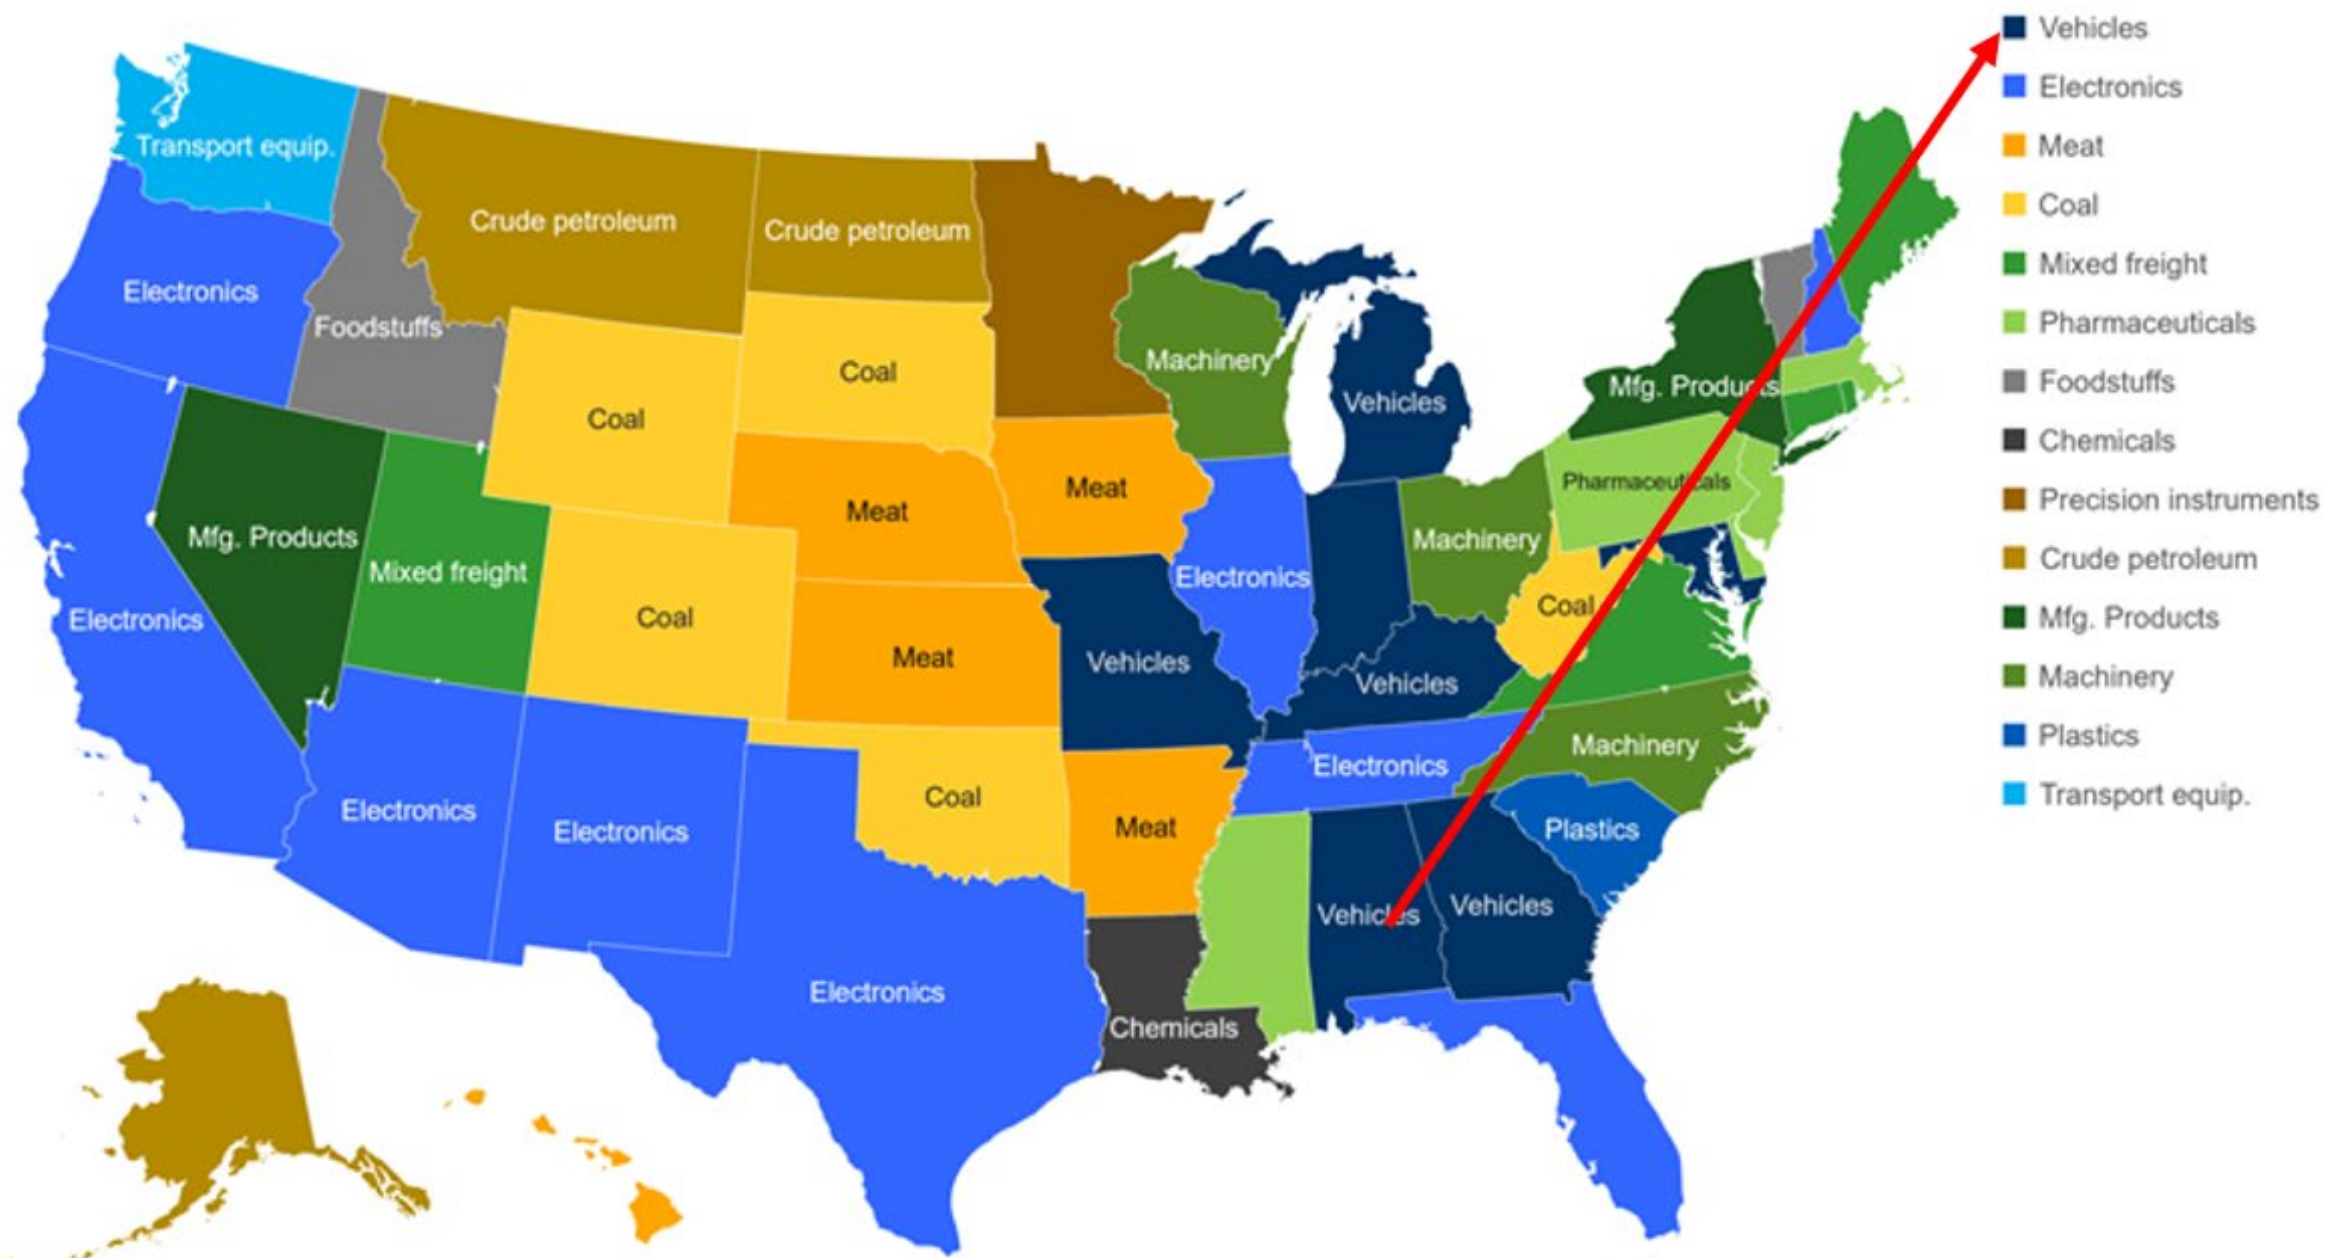 Transport equip.
Crude petroleum
Crude petroleum
Electronics
Foodstuffs
Coal
Coal
Machinery
Vehicles
Mfg. Products
Meat
Meat
Pharmaceuticals
Mfg. Products
Mixed freight
Machinery
Electronics
Coal
Electronics
Coal
Meat
Vehicles
Vehicles
Electronics
Electronics
Electronics
Coal
Meat
Electronics
Machinery
Plastics
Vehicles
Vehicles
Electronics
Chemicals
Vehicles
Electronics
Meat
Coal
Mixed freight
Pharmaceuticals
Foodstuffs
Chemicals
Precision instruments
Crude petroleum
Mfg. Products
Machinery
Plastics
Transport equip.